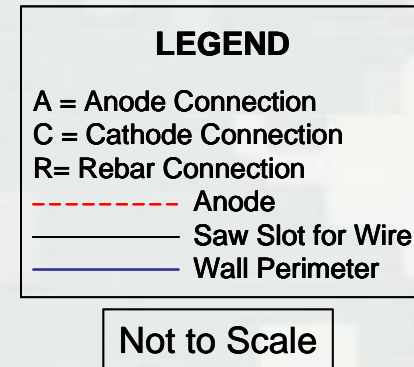 LEGEND
A = Anode Connection
C = Cathode Connection
R= Rebar Connection
Anode
Saw Slot for Wire
Wall Perimeter
Not to Scale